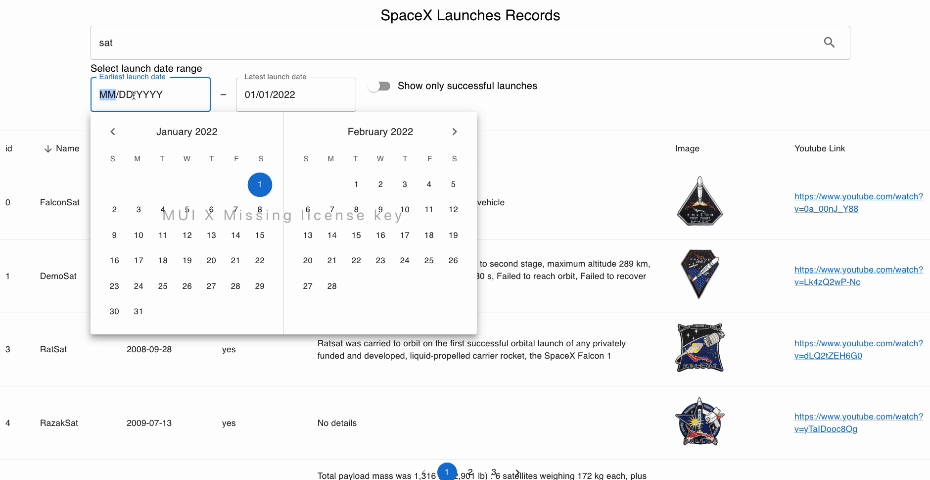 SpaceX Launches Records
sat
Select launch date range
Earliest launch date
MM/DD/YYYY
–
Latest launch date
01/01/2022
Show only successful launches
January 2022
February 2022
S M T W T F S
S M T W T F S
1
1 2 3 4 5
2 3 4 5 6 7 8
6 7 8 9 10 11 12
MUI X Missing license key
9 10 11 12 13 14 15
13 14 15 16 17 18 19
16 17 18 19 20 21 22
20 21 22 23 24 25 26
23 24 25 26 27 28 29
27 28
30 31
id Name Image Youtube Link
0 FalconSat
vehicle
https://www.youtube.com/watch?
v=0a_00nJ_Y88
1 DemoSat
to second stage, maximum altitude 289 km,
s, Failed to reach orbit, Failed to recover
https://www.youtube.com/watch?
v=Lk4zQ2wP-Nc
3 RatSat 2008-09-28 yes
Ratsat was carried to orbit on the first successful orbital launch of any privately
funded and developed, liquid-propelled carrier rocket, the SpaceX Falcon 1
https://www.youtube.com/watch?
v=dLQ2tZEH6G0
4 RazakSat 2009-07-13 yes No details
https://www.youtube.com/watch?
v=yTaIDooc8Og
Total payload mass was 1,316 lb) : 6 satellites weighing 172 kg each, plus
1 2 3